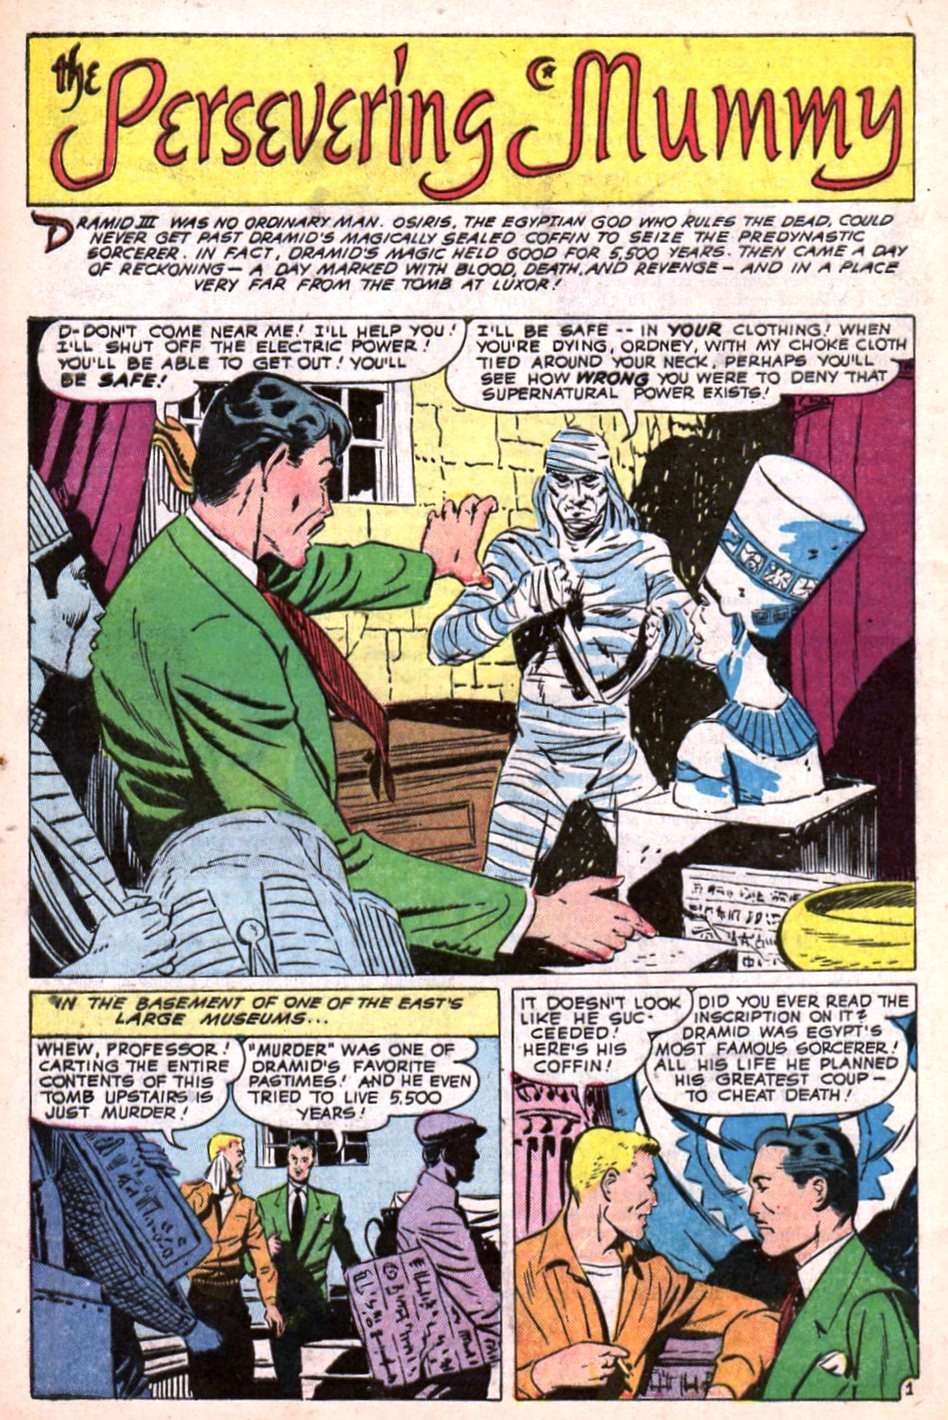 the Persevering Mummy
DRAMID III WAS NO ORDINARY MAN. OSIRIS, THE EGYPTIAN GOD WHO RULES THE DEAD, COULD
NEVER GET PAST DRAMID'S MAGICALLY SEALED COFFIN TO SEIZE THE PREDYNASTIC
SORCERER. IN FACT, DRAMID'S MAGIC HELD GOOD FOR 5,500 YEARS. THEN CAME A DAY
OF RECKONING — A DAY MARKED WITH BLOOD, DEATH, AND REVENGE — AND IN A PLACE
VERY FAR FROM THE TOMB AT LUXOR!
D-DON'T COME NEAR ME! I'LL HELP YOU!
I'LL SHUT OFF THE ELECTRIC POWER!
YOU'LL BE ABLE TO GET OUT! YOU'LL
BE SAFE!
I'LL BE SAFE -- IN YOUR CLOTHING! WHEN
YOU'RE DYING, ORDNEY, WITH MY CHOKE CLOTH
TIED AROUND YOUR NECK, PERHAPS YOU'LL
SEE HOW WRONG YOU WERE TO DENY THAT
SUPERNATURAL POWER EXISTS!
IN THE BASEMENT OF ONE OF THE EAST'S
LARGE MUSEUMS...
WHEW, PROFESSOR!
CARTING THE ENTIRE
CONTENTS OF THIS
TOMB UPSTAIRS IS
JUST MURDER!
"MURDER" WAS ONE OF
DRAMID'S FAVORITE
PASTIMES! AND HE EVEN
TRIED TO LIVE 5,500
YEARS!
IT DOESN'T LOOK
LIKE HE SUC-
CEEDED!
HERE'S HIS
COFFIN!
DID YOU EVER READ THE
INSCRIPTION ON IT?
DRAMID WAS EGYPT'S
MOST FAMOUS SORCERER!
ALL HIS LIFE HE PLANNED
HIS GREATEST COUP —
TO CHEAT DEATH!
1